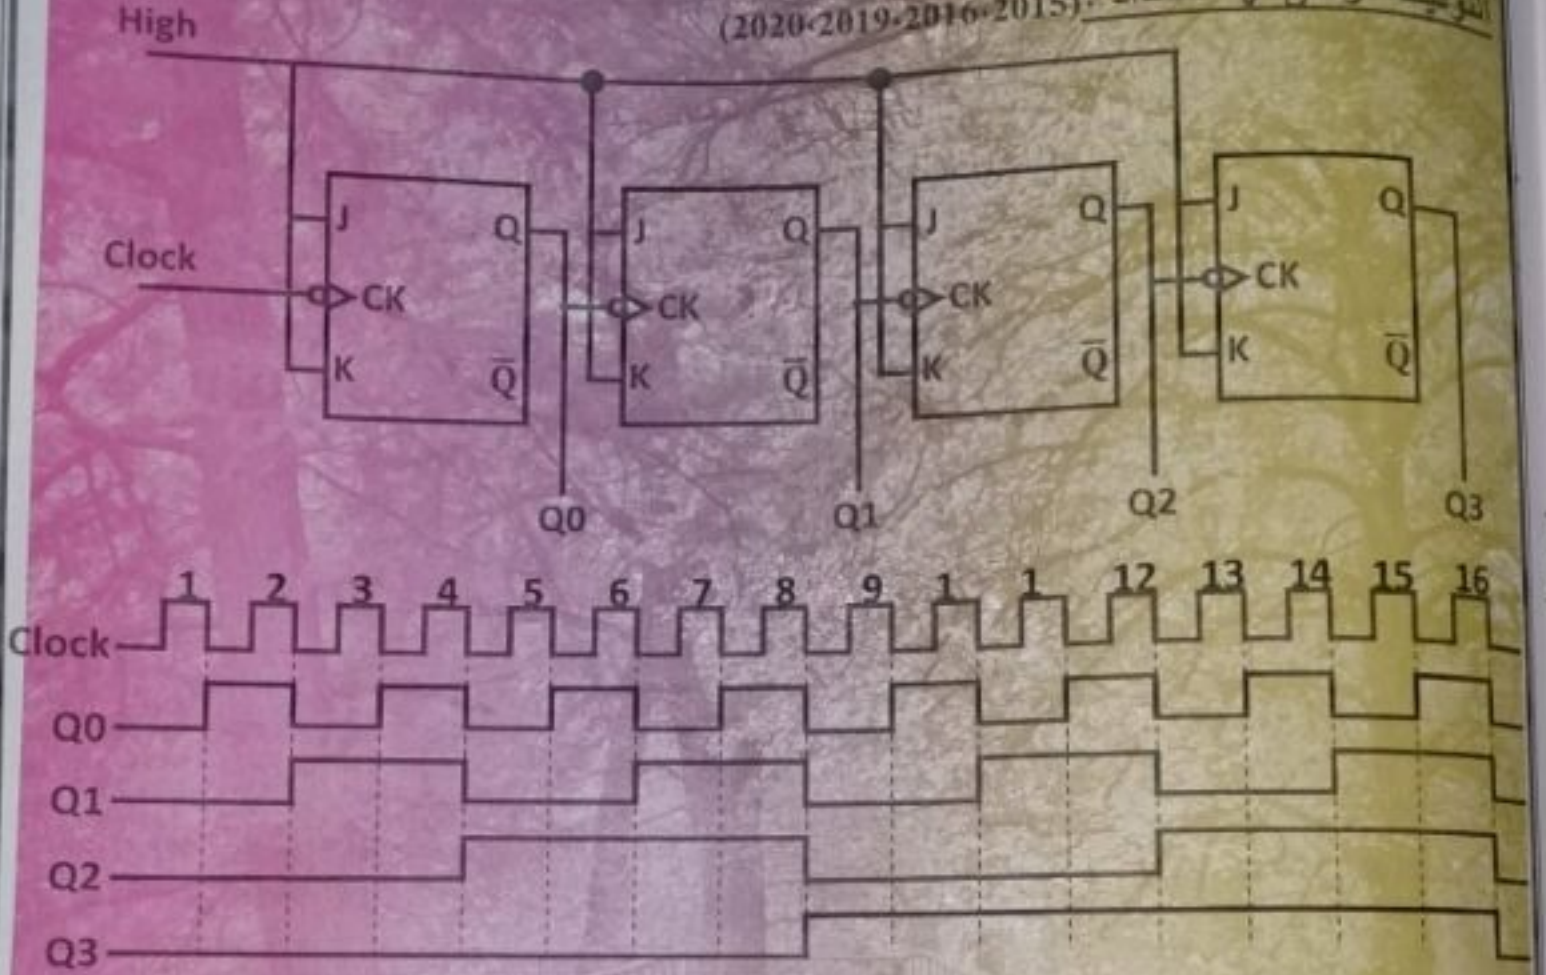 (2020،2019،2016،2015)
High
J Q J Q J Q J Q
Clock
CK CK CK CK
K Q̅ K Q̅ K Q̅ K Q̅
Q0 Q1 Q2 Q3
1 2 3 4 5 6 7 8 9 1 1 12 13 14 15 16
Clock
Q0
Q1
Q2
Q3